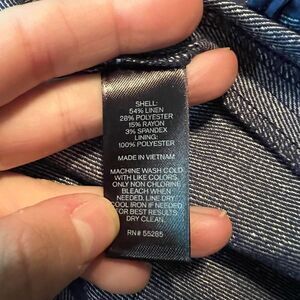 SHELL:
54% LINEN
28% POLYESTER
15% RAYON
3% SPANDEX
LINING:
100% POLYESTER
MADE IN VIETNAM
MACHINE WASH COLD
WITH LIKE COLORS.
ONLY NON CHLORINE
BLEACH WHEN
NEEDED. LINE DRY.
COOL IRON IF NEEDED
FOR BEST RESULTS
DRY CLEAN.
RN# 55285